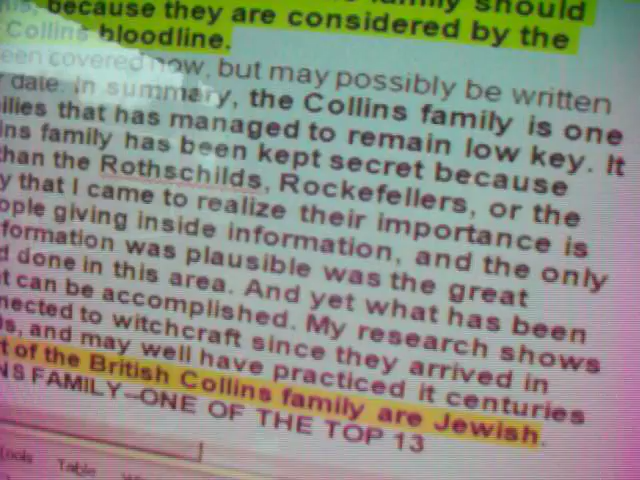 family should
because they are considered by the
Collins bloodline.
een covered now, but may possibly be written
date. In summary, the Collins family is one
ilies that has managed to remain low key. It
ins family has been kept secret because
han the Rothschilds, Rockefellers, or the
y that I came to realize their importance is
ople giving inside information, and the only
formation was plausible was the great
d done in this area. And yet what has been
t can be accomplished. My research shows
nected to witchcraft since they arrived in
s, and may well have practiced it centuries
t of the British Collins family are Jewish.
NS FAMILY--ONE OF THE TOP 13
Tools Table